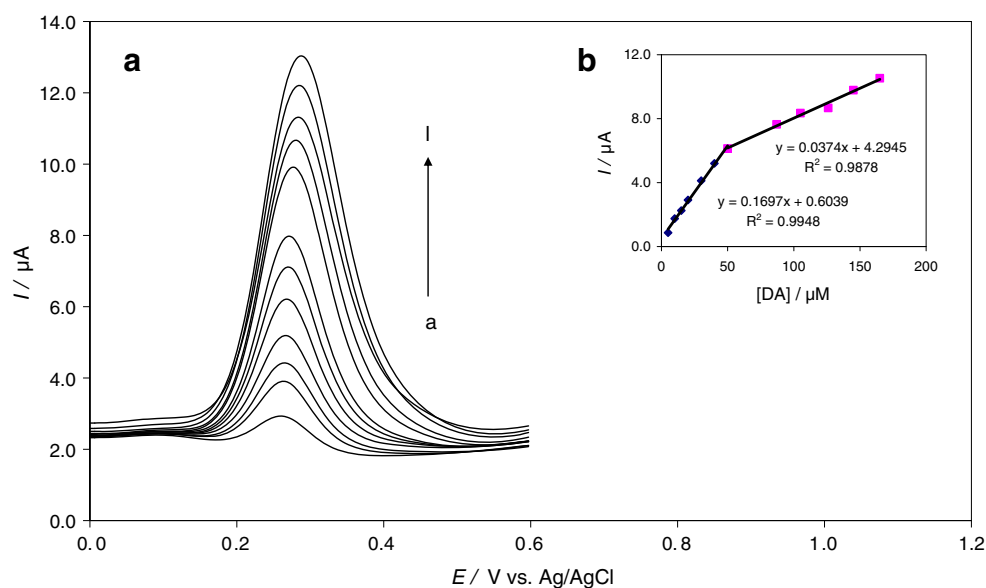 14.0
12.0
10.0
8.0
6.0
4.0
2.0
0.0
I / µA
0.0 0.2 0.4 0.6 0.8 1.0 1.2
E / V vs. Ag/AgCl
a
l
a
b
12.0
8.0
4.0
0.0
I / µA
y = 0.0374x + 4.2945
R² = 0.9878
y = 0.1697x + 0.6039
R² = 0.9948
0 50 100 150 200
[DA] / µM